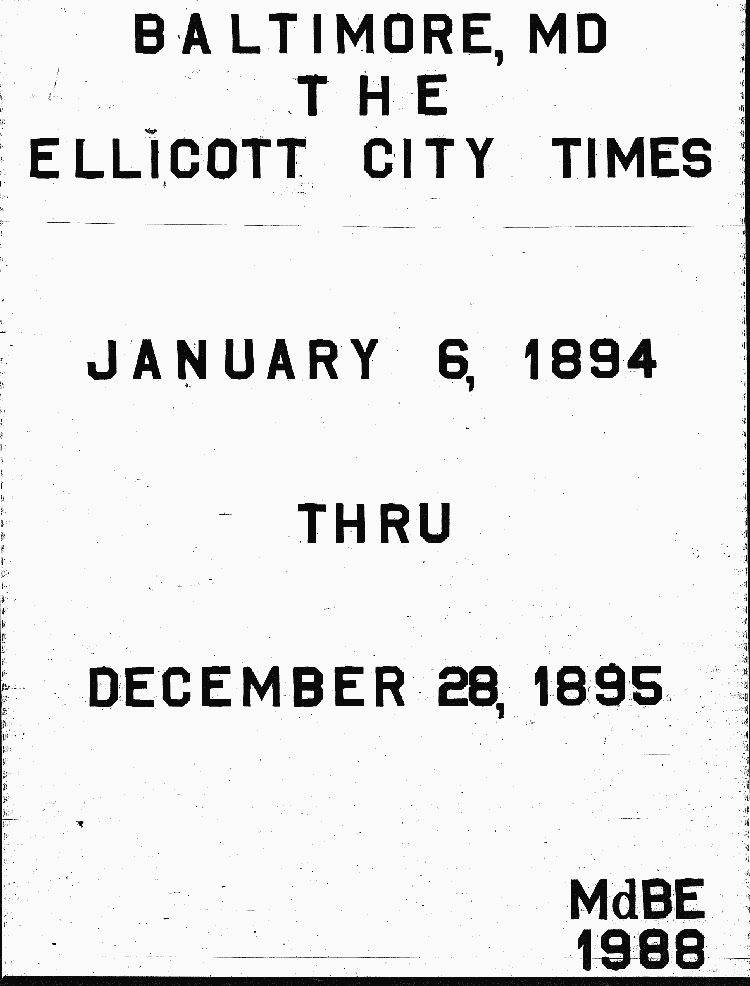 BALTIMORE, MD
THE
ELLICOTT CITY TIMES
JANUARY 6, 1894
THRU
DECEMBER 28, 1895
MdBE
1988